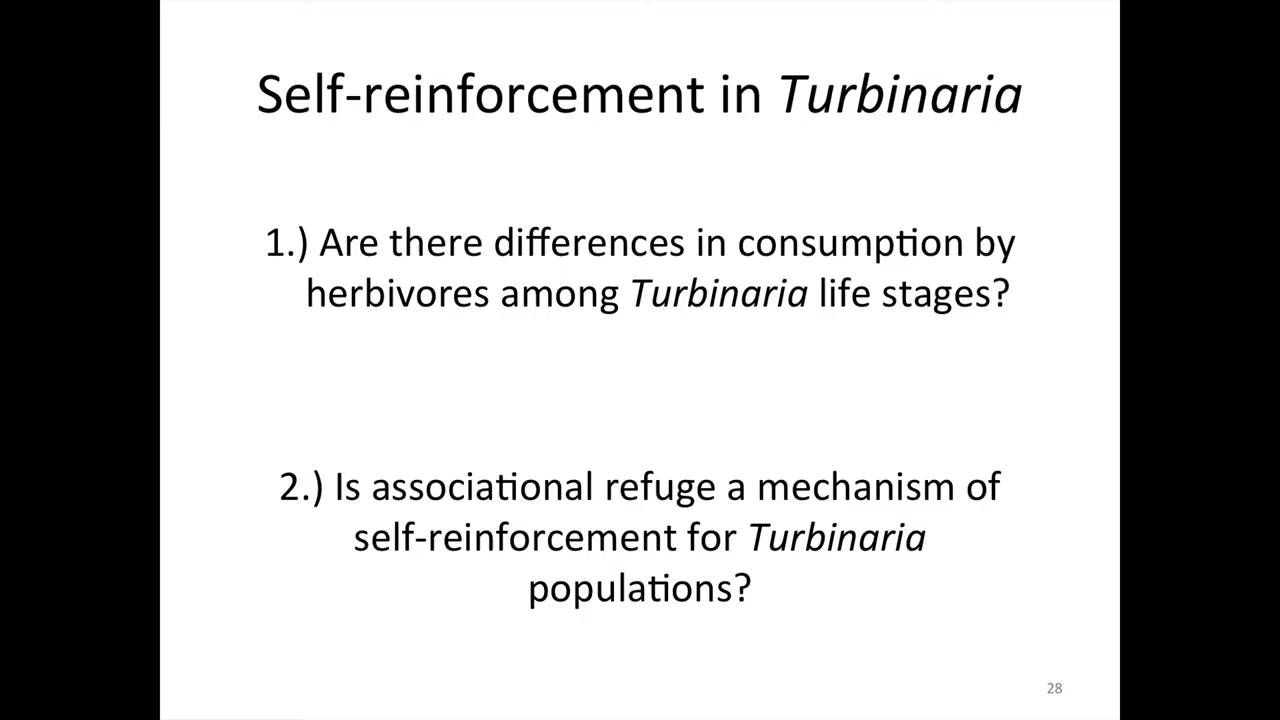 Self-reinforcement in Turbinaria
1.) Are there differences in consumption by
herbivores among Turbinaria life stages?
2.) Is associational refuge a mechanism of
self-reinforcement for Turbinaria
populations?
28